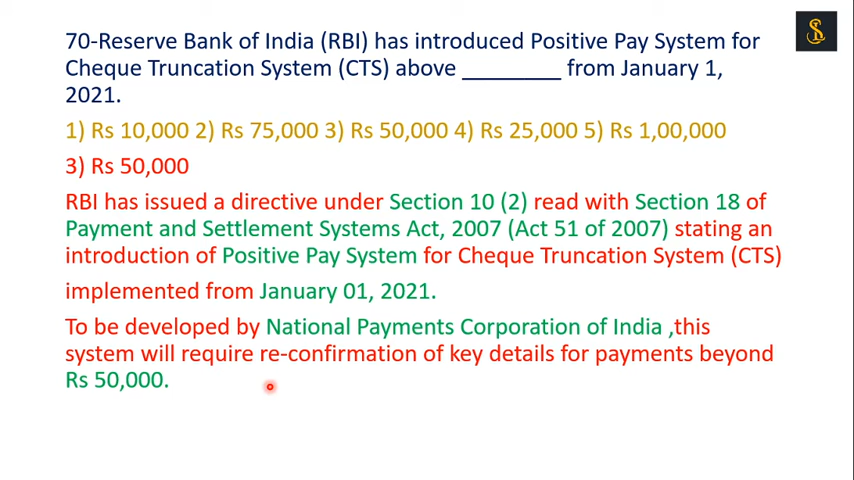 70-Reserve Bank of India (RBI) has introduced Positive Pay System for
Cheque Truncation System (CTS) above ________ from January 1,
2021.
1) Rs 10,000 2) Rs 75,000 3) Rs 50,000 4) Rs 25,000 5) Rs 1,00,000
3) Rs 50,000
RBI has issued a directive under Section 10 (2) read with Section 18 of
Payment and Settlement Systems Act, 2007 (Act 51 of 2007) stating an
introduction of Positive Pay System for Cheque Truncation System (CTS)
implemented from January 01, 2021.
To be developed by National Payments Corporation of India ,this
system will require re-confirmation of key details for payments beyond
Rs 50,000.